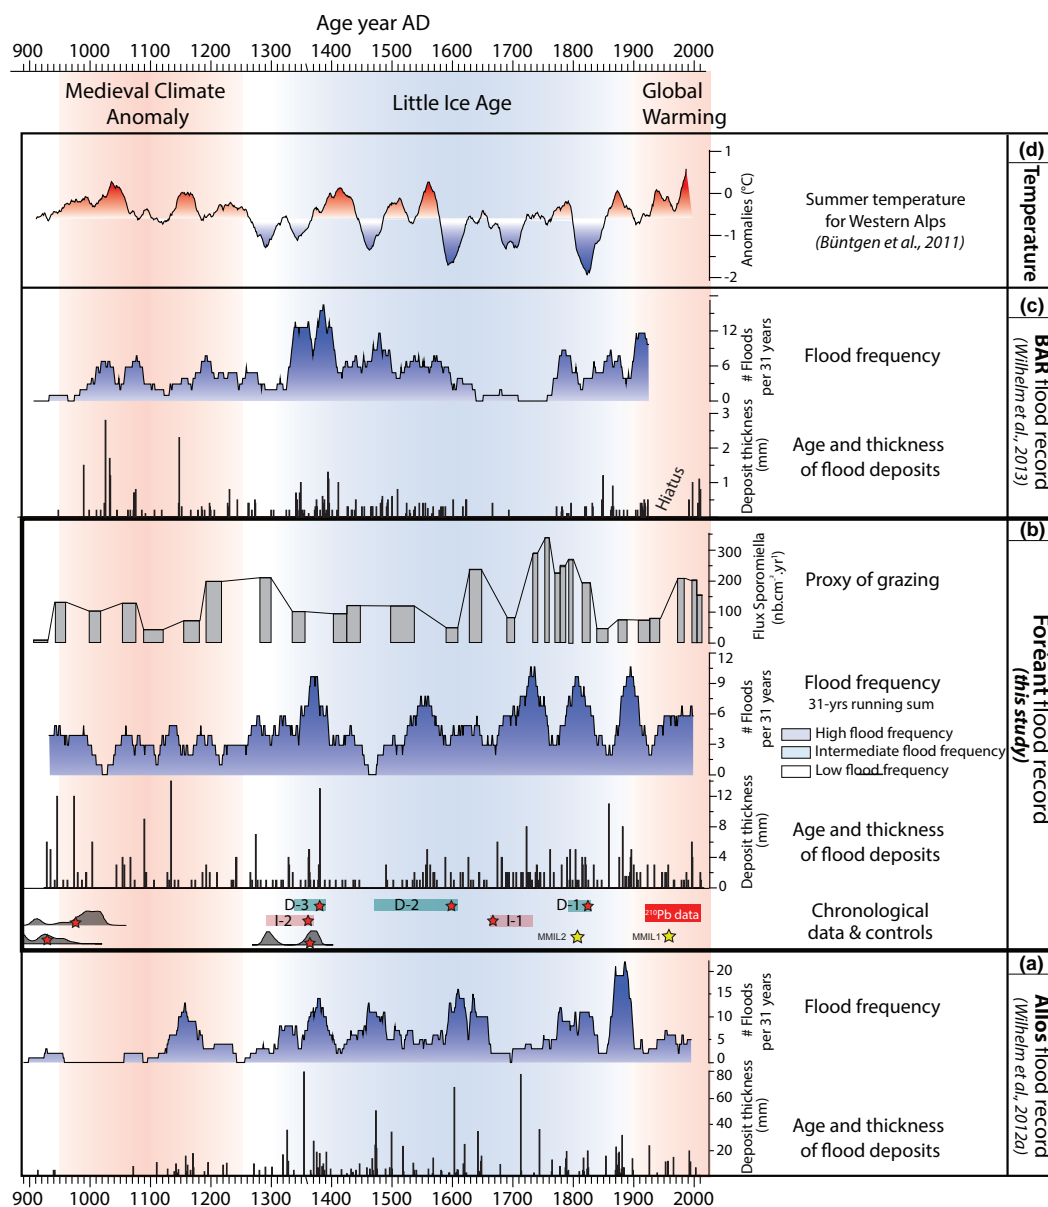 Age year AD
900 1000 1100 1200 1300 1400 1500 1600 1700 1800 1900 2000
Medieval Climate
Anomaly
Little Ice Age
Global
Warming
(d)
Temperature
1
0
-1
-2
Anomalies (°C)
Summer temperature
for Western Alps
(Büntgen et al., 2011)
(c)
BAR flood record
(Wilhelm et al., 2013)
12
6
0
# Floods
per 31 years
Flood frequency
3
2
1
Deposit thickness
(mm)
Age and thickness
of flood deposits
Hiatus
(b)
Foréant flood record
(this study)
300
200
100
0
Flux Sporomiella
(nb.cm⁻².yr¹)
Proxy of grazing
12
9
6
3
0
# Floods
per 31 years
Flood frequency
31-yrs running sum
High flood frequency
Intermediate flood frequency
Low flood frequency
12
8
4
0
Deposit thickness
(mm)
Age and thickness
of flood deposits
D-3
D-2
D-1
I-2
I-1
²¹⁰Pb data
MMIL2
MMIL1
Chronological
data & controls
(a)
Allos flood record
(Wilhelm et al., 2012a)
20
15
10
5
0
# Floods
per 31 years
Flood frequency
80
60
40
20
Deposit thickness
(mm)
Age and thickness
of flood deposits
900 1000 1100 1200 1300 1400 1500 1600 1700 1800 1900 2000